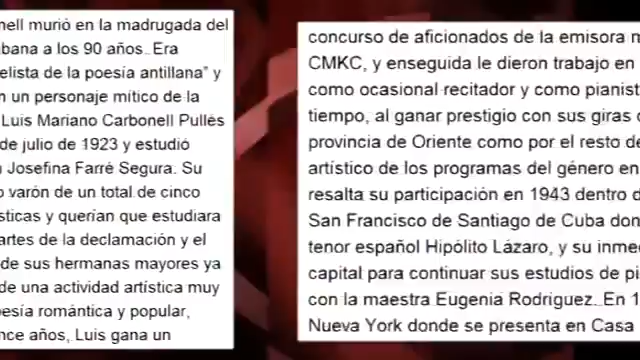 nell murió en la madrugada del
bana a los 90 años. Era
elista de la poesía antillana" y
n un personaje mítico de la
Luis Mariano Carbonell Pullés
de julio de 1923 y estudió
Josefina Farré Segura. Su
varón de un total de cinco
sticas y querían que estudiara
artes de la declamación y el
de sus hermanas mayores ya
de una actividad artística muy
esía romántica y popular,
nce años, Luis gana un
concurso de aficionados de la emisora
CMKC, y enseguida le dieron trabajo en
como ocasional recitador y como pianist
tiempo, al ganar prestigio con sus giras
provincia de Oriente como por el resto de
artístico de los programas del género en
resalta su participación en 1943 dentro d
San Francisco de Santiago de Cuba don
tenor español Hipólito Lázaro, y su inme
capital para continuar sus estudios de pi
con la maestra Eugenia Rodriguez. En 1
Nueva York donde se presenta en Casa